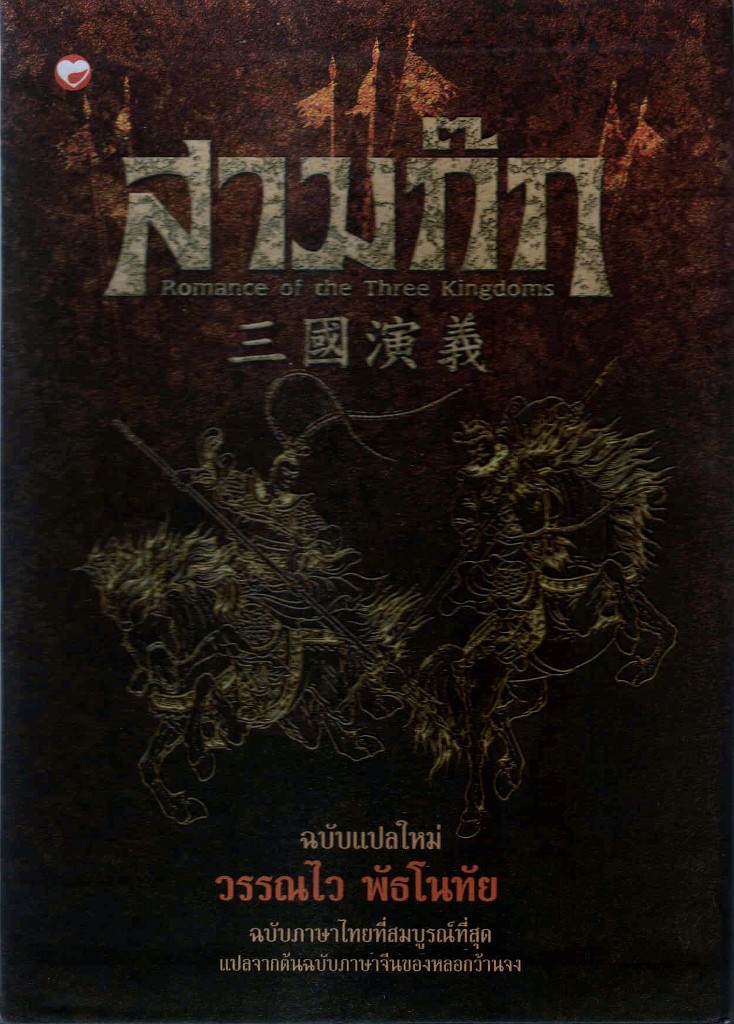 สามก๊ก
Romance of the Three Kingdoms
三國演義
ฉบับแปลใหม่
วรรณไว พัธโนทัย
ฉบับภาษาไทยที่สมบูรณ์ที่สุด
แปลจากต้นฉบับภาษาจีนของหลอกว้านจง